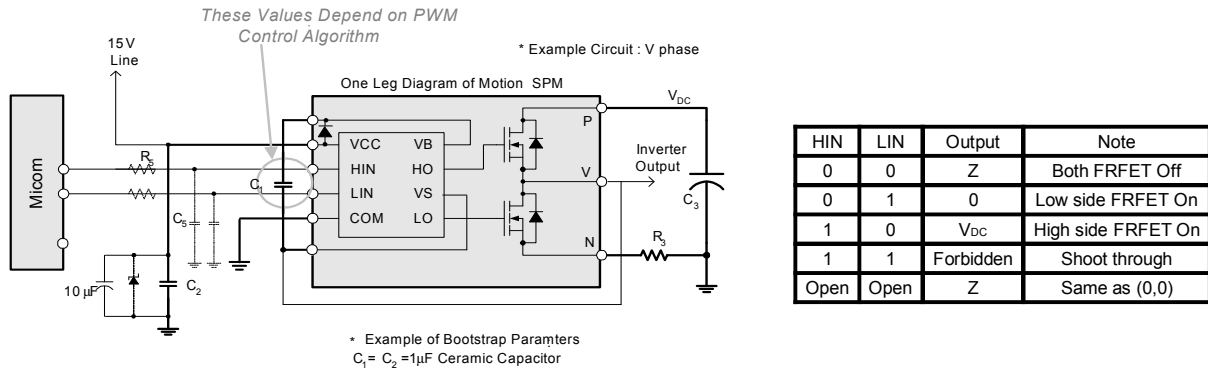 These Values Depend on PWM
Control Algorithm
15 V
Line
* Example Circuit : V phase
One Leg Diagram of Motion SPM
Micom
R5
C1
C5
10 μF
C2
VCC
VB
HIN
HO
LIN
VS
COM
LO
P
V
N
VDC
Inverter
Output
C3
R3
* Example of Bootstrap Paramters
C1= C2 =1μF Ceramic Capacitor
HIN LIN Output Note
0 0 Z Both FRFET Off
0 1 0 Low side FRFET On
1 0 VDC High side FRFET On
1 1 Forbidden Shoot through
Open Open Z Same as (0,0)